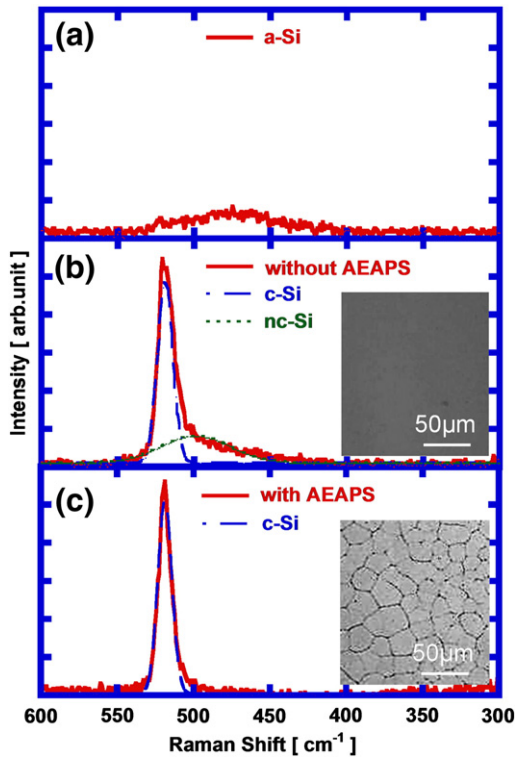 (a)
a-Si
(b)
without AEAPS
c-Si
nc-Si
50μm
(c)
with AEAPS
c-Si
50μm
Intensity [ arb.unit ]
600 550 500 450 400 350 300
Raman Shift [ cm⁻¹ ]